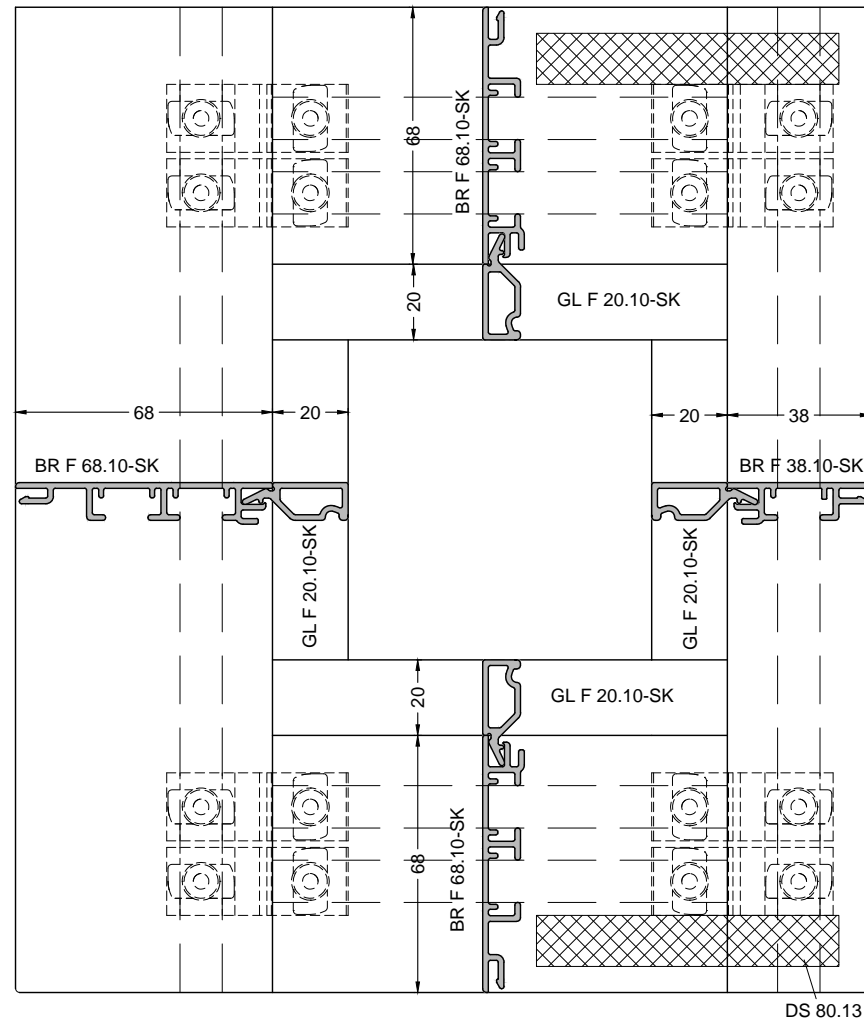 68
BR F 68.10-SK
20
GL F 20.10-SK
68
20
20
38
BR F 68.10-SK
BR F 38.10-SK
GL F 20.10-SK
GL F 20.10-SK
20
GL F 20.10-SK
68
BR F 68.10-SK
DS 80.13